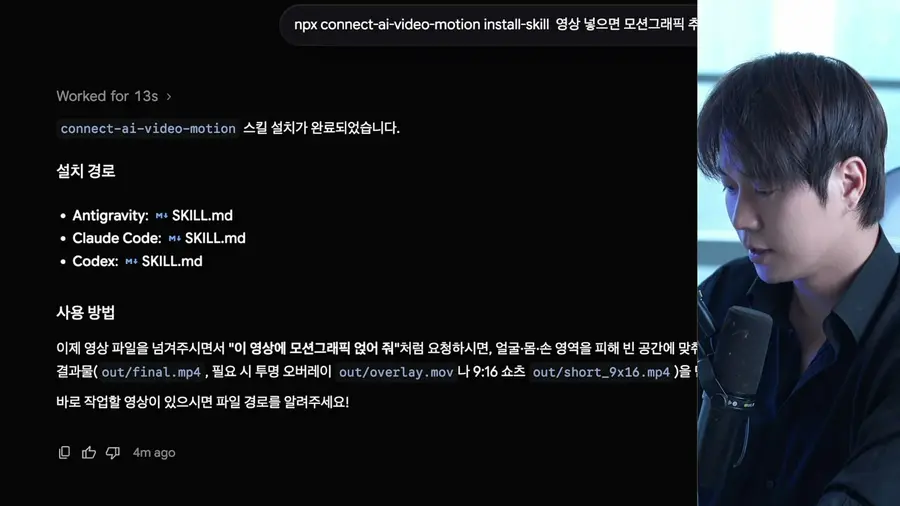 npx connect-ai-video-motion install-skill 영상 넣으면 모션그래픽 추
Worked for 13s >
connect-ai-video-motion 스킬 설치가 완료되었습니다.
설치 경로
• Antigravity: M↓ SKILL.md
• Claude Code: M↓ SKILL.md
• Codex: M↓ SKILL.md
사용 방법
이제 영상 파일을 넘겨주시면서 "이 영상에 모션그래픽 얹어 줘"처럼 요청하시면, 얼굴·몸·손 영역을 피해 빈 공간에 맞춰
결과물( out/final.mp4 , 필요 시 투명 오버레이 out/overlay.mov 나 9:16 쇼츠 out/short_9x16.mp4 )을
바로 작업할 영상이 있으시면 파일 경로를 알려주세요!
4m ago